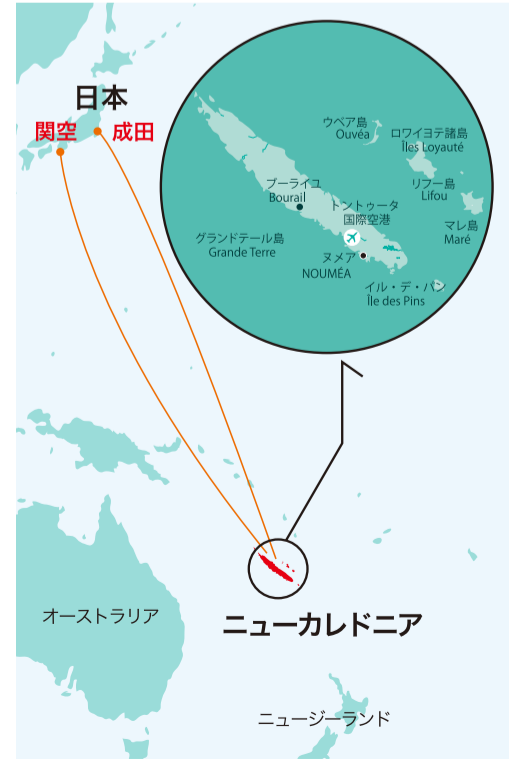 日本
関空
成田
ウベア島
Ouvéa
ロワイヨテ諸島
Îles Loyauté
ブーライユ
Bourail
リフー島
Lifou
トントゥータ
国際空港
マレ島
Maré
グランドテール島
Grande Terre
ヌメア
NOUMÉA
イル・デ・パン
Île des Pins
オーストラリア
ニューカレドニア
ニュージーランド